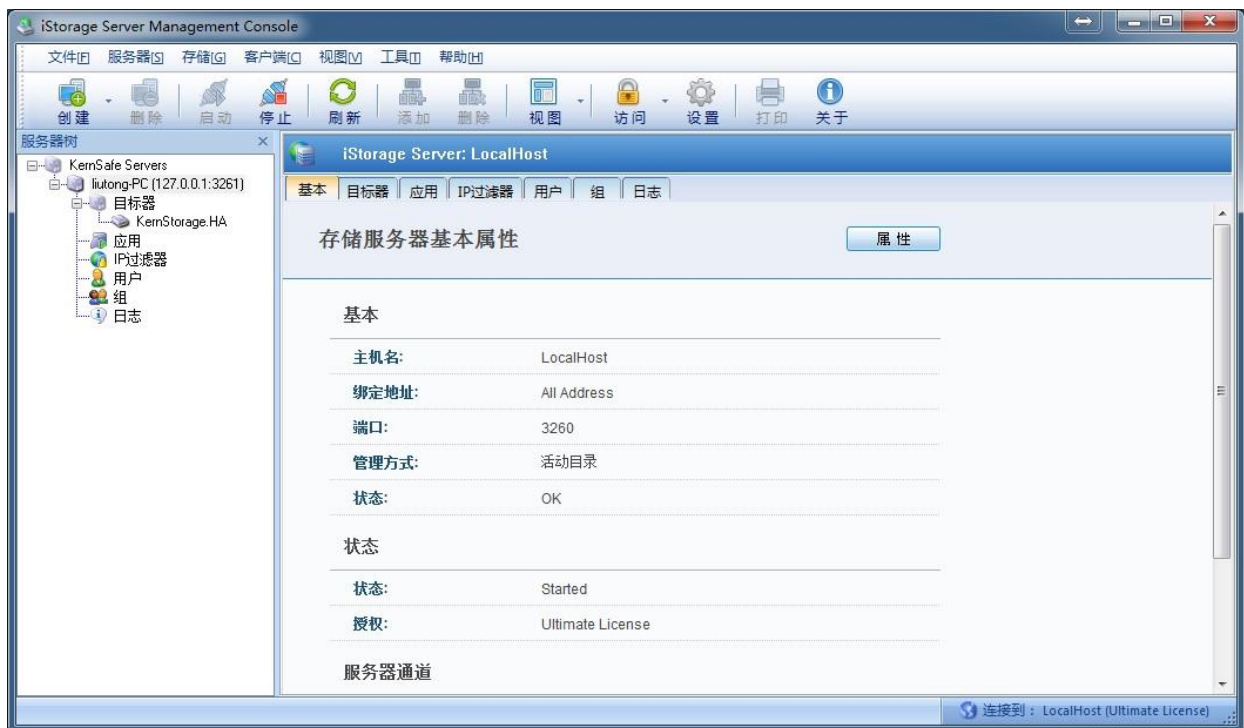 iStorage Server Management Console
文件[F] 服务器[S] 存储[G] 客户端[C] 视图[V] 工具[T] 帮助[H]
创建 删除 启动 停止 刷新 添加 删除 视图 访问 设置 打印 关于
服务器树
KernSafe Servers
liutong-PC (127.0.0.1:3261)
目标器
KernStorage.HA
应用
IP过滤器
用户
组
日志
iStorage Server: LocalHost
基本 目标器 应用 IP过滤器 用户 组 日志
存储服务器基本属性
属 性
基本
主机名: LocalHost
绑定地址: All Address
端口: 3260
管理方式: 活动目录
状态: OK
状态
状态: Started
授权: Ultimate License
服务器通道
连接到 : LocalHost (Ultimate License)